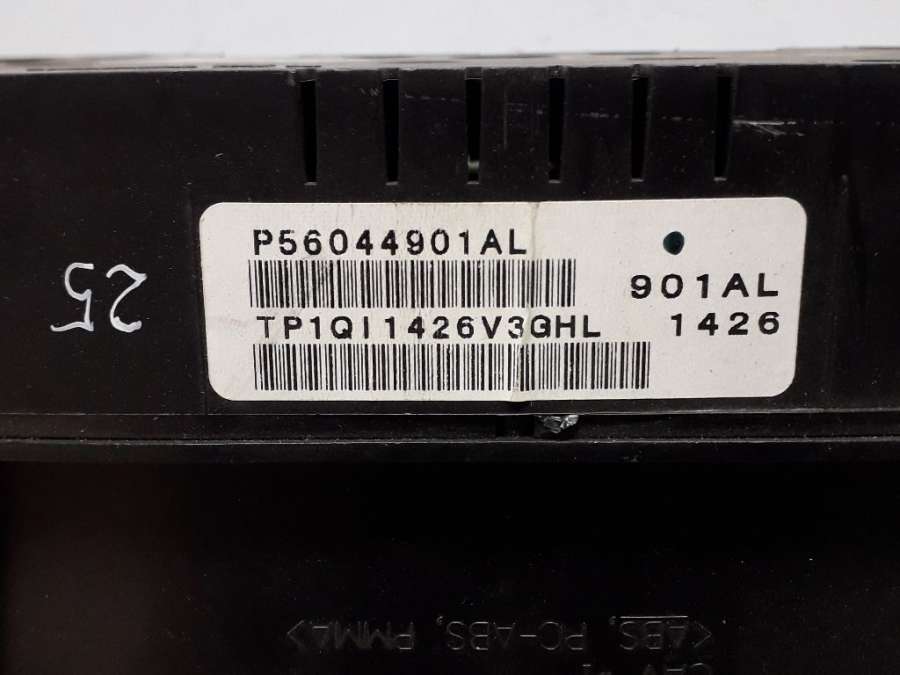 P56044901AL
901AL
TP1QI1426V3GHL
1426
25
<ABS, PC-ABS, PMMA>